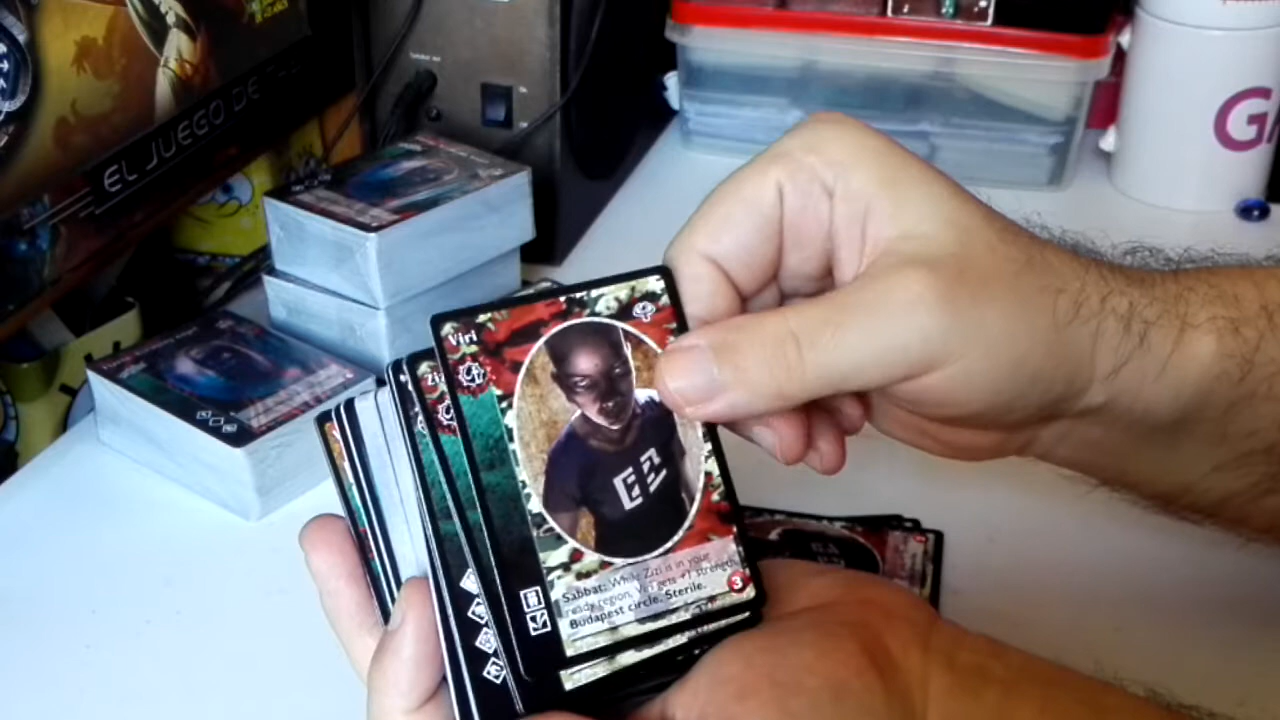 EL JUEGO DE
GA
Viri
Zi
Sabbat: While Zizi is in your
ready region, Viri gets +1 strength.
Budapest circle. Sterile.
3